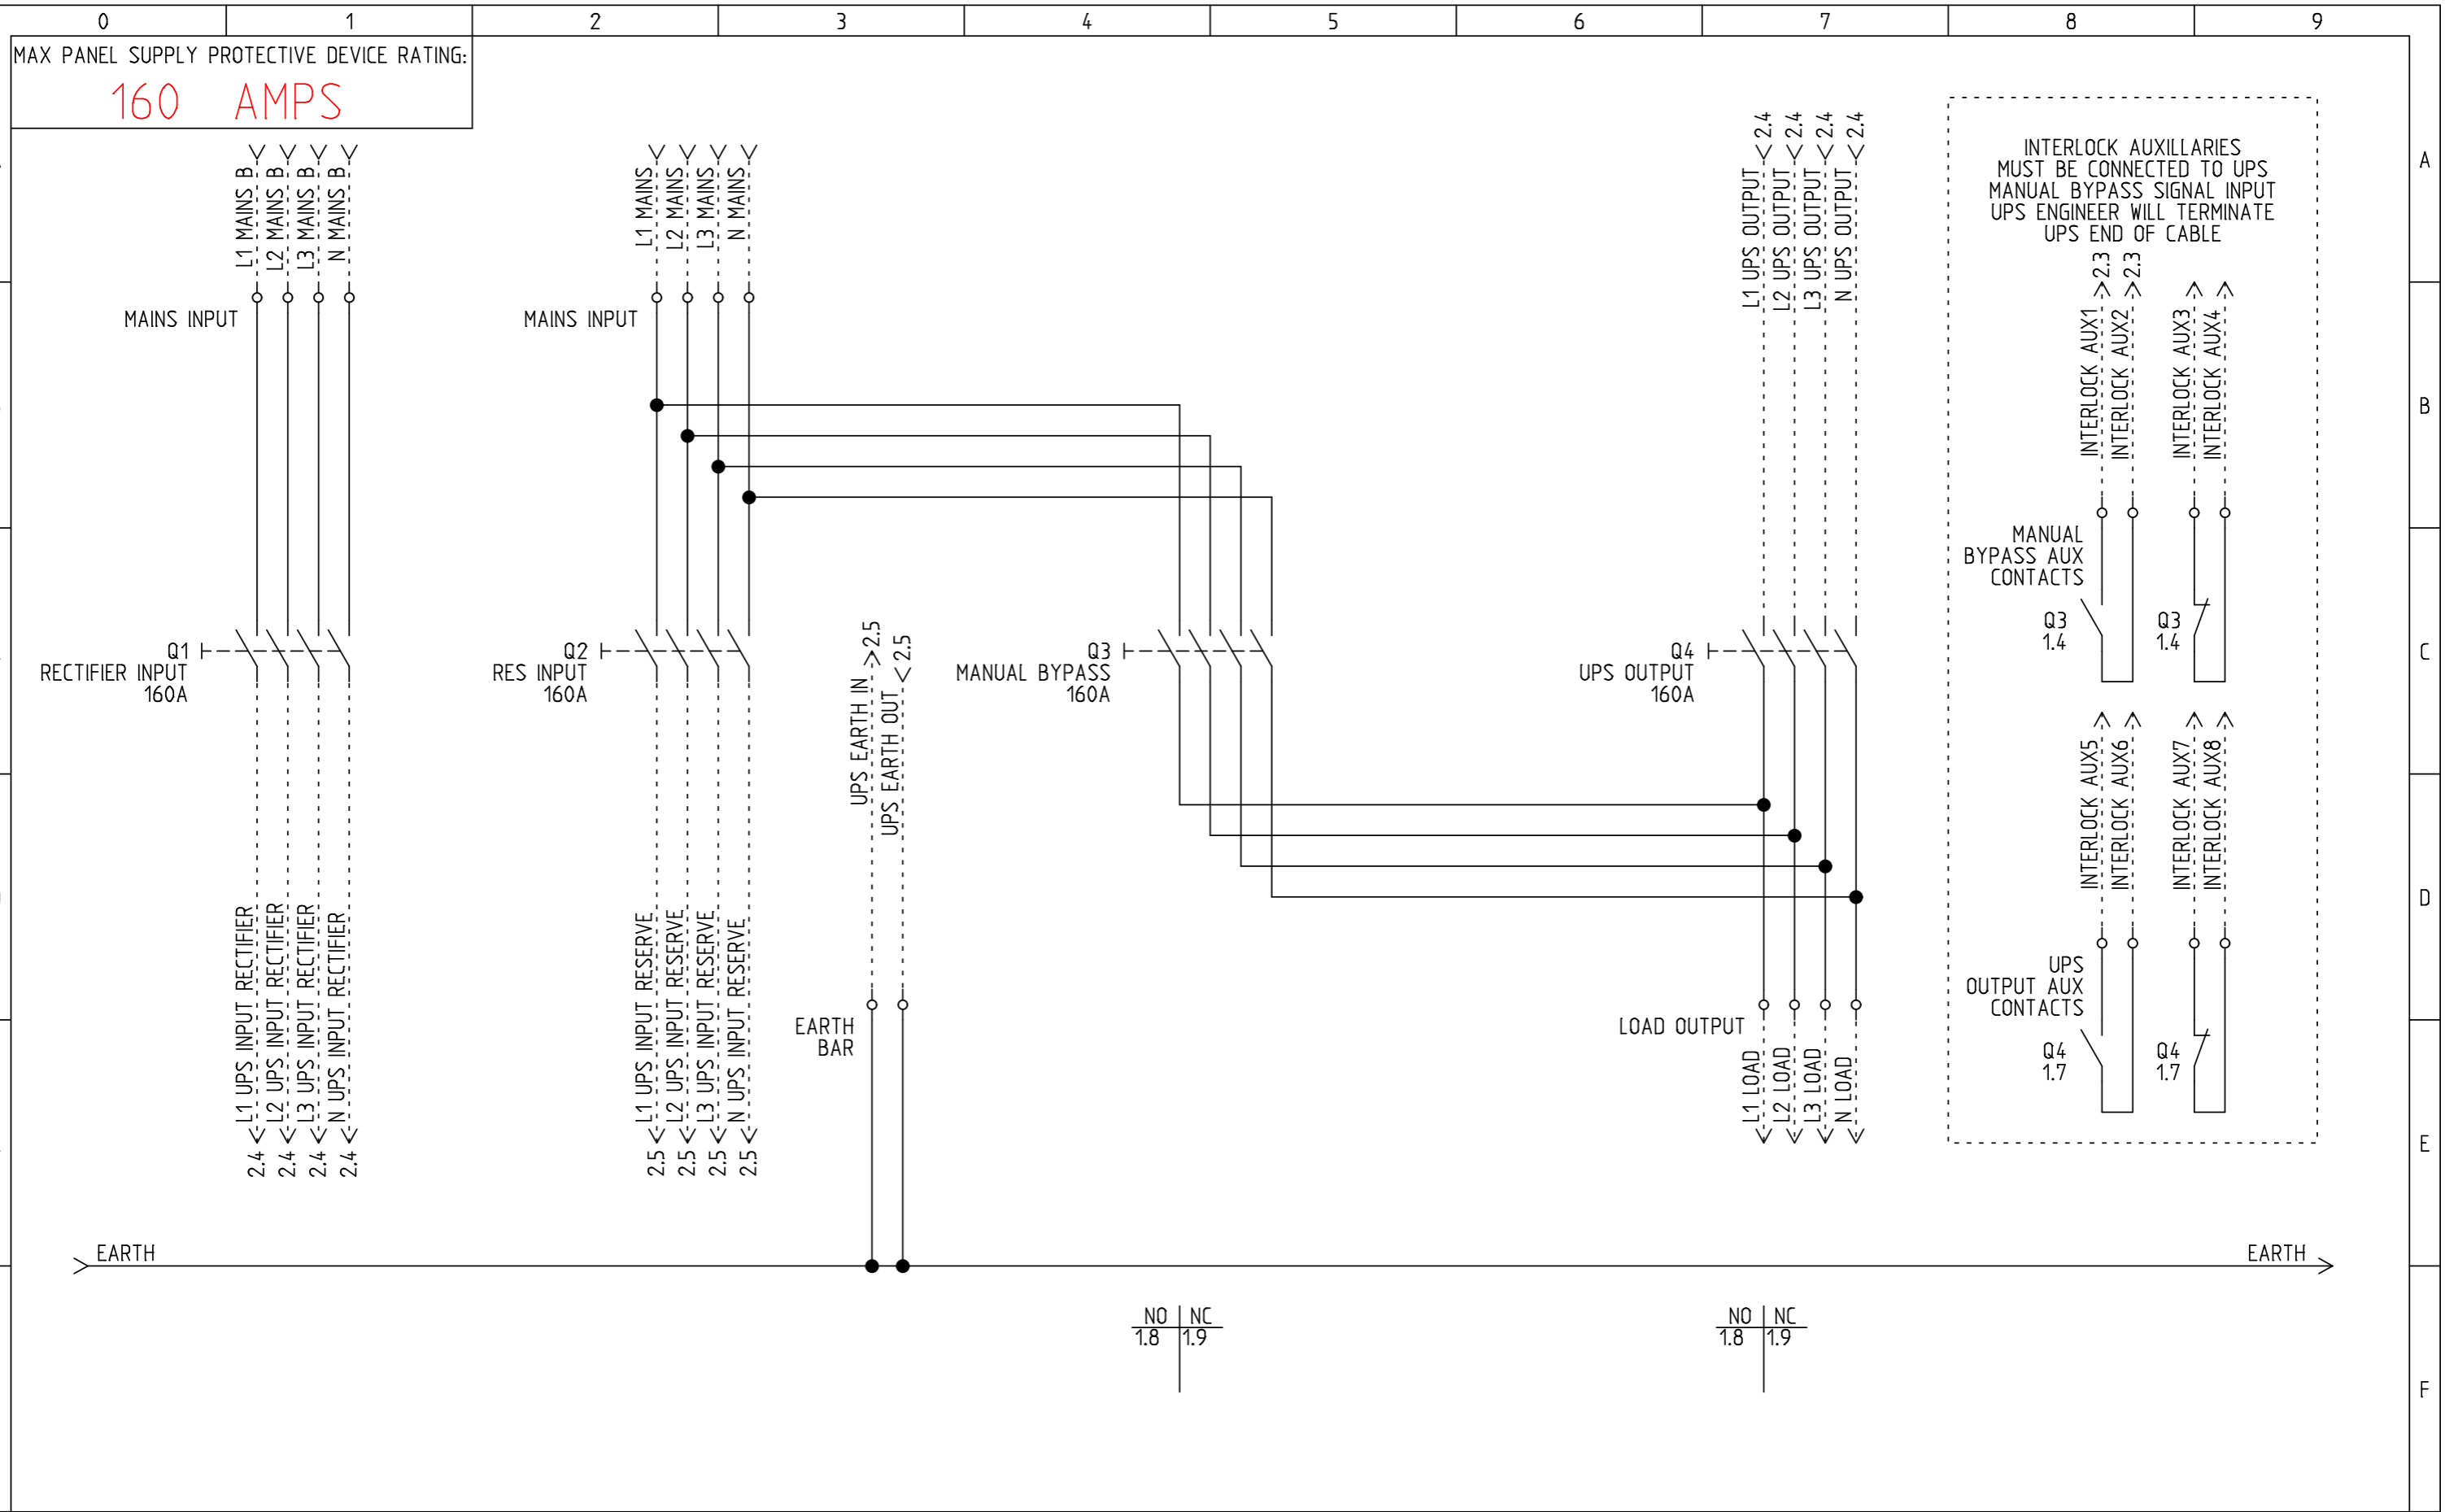 0 1 2 3 4 5 6 7 8 9
MAX PANEL SUPPLY PROTECTIVE DEVICE RATING:
160 AMPS
L1 MAINS B
L2 MAINS B
L3 MAINS B
N MAINS B
MAINS INPUT
Q1
RECTIFIER INPUT
160A
L1 UPS INPUT RECTIFIER
L2 UPS INPUT RECTIFIER
L3 UPS INPUT RECTIFIER
N UPS INPUT RECTIFIER
2.4
2.4
2.4
2.4
L1 MAINS
L2 MAINS
L3 MAINS
N MAINS
MAINS INPUT
Q2
RES INPUT
160A
L1 UPS INPUT RESERVE
L2 UPS INPUT RESERVE
L3 UPS INPUT RESERVE
N UPS INPUT RESERVE
2.5
2.5
2.5
2.5
2.5
2.5
UPS EARTH IN
UPS EARTH OUT
EARTH
BAR
Q3
MANUAL BYPASS
160A
2.4
2.4
2.4
2.4
L1 UPS OUTPUT
L2 UPS OUTPUT
L3 UPS OUTPUT
N UPS OUTPUT
Q4
UPS OUTPUT
160A
LOAD OUTPUT
L1 LOAD
L2 LOAD
L3 LOAD
N LOAD
INTERLOCK AUXILLARIES
MUST BE CONNECTED TO UPS
MANUAL BYPASS SIGNAL INPUT
UPS ENGINEER WILL TERMINATE
UPS END OF CABLE
2.3
2.3
INTERLOCK AUX1
INTERLOCK AUX2
INTERLOCK AUX3
INTERLOCK AUX4
MANUAL
BYPASS AUX
CONTACTS
Q3
1.4
Q3
1.4
INTERLOCK AUX5
INTERLOCK AUX6
INTERLOCK AUX7
INTERLOCK AUX8
UPS
OUTPUT AUX
CONTACTS
Q4
1.7
Q4
1.7
EARTH
EARTH
NO NC
1.8 1.9
NO NC
1.8 1.9
A
B
C
D
E
F